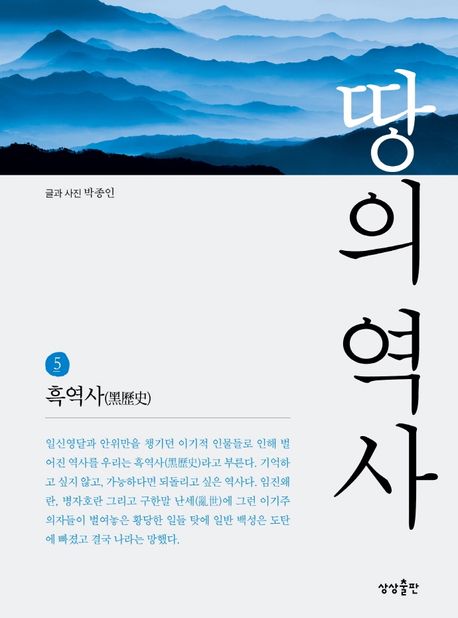 땅의 역사
글과 사진 박종인
5
흑역사(黑歷史)
일신영달과 안위만을 챙기던 이기적 인물들로 인해 벌
어진 역사를 우리는 흑역사(黑歷史)라고 부른다. 기억하
고 싶지 않고, 가능하다면 되돌리고 싶은 역사다. 임진왜
란, 병자호란 그리고 구한말 난세(亂世)에 그런 이기주
의자들이 벌여놓은 황당한 일들 탓에 일반 백성은 도탄
에 빠졌고 결국 나라는 망했다.
상상출판